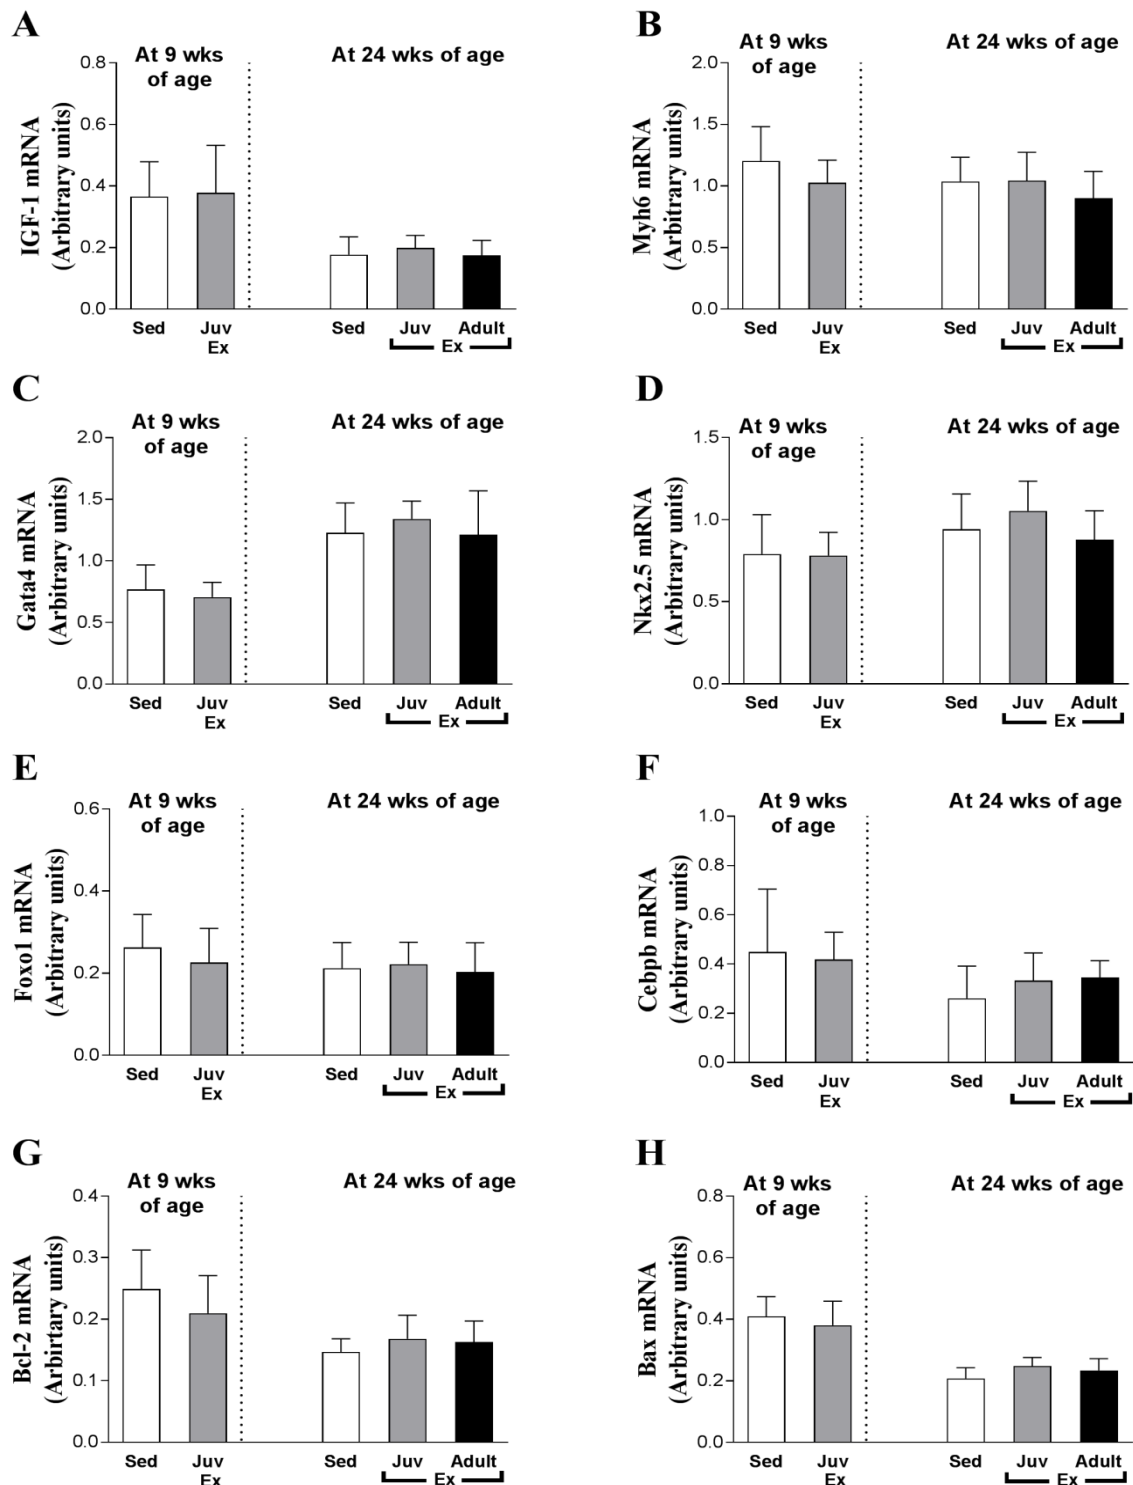 A
At 9 wks
of age
At 24 wks of age
IGF-1 mRNA
(Arbitrary units)
0.8
0.6
0.4
0.2
0.0
Sed
Juv
Ex
Sed
Juv
Adult
Ex
B
At 9 wks
of age
At 24 wks of age
Myh6 mRNA
(Arbitrary units)
2.0
1.5
1.0
0.5
0.0
Sed
Juv
Ex
Sed
Juv
Adult
Ex
C
At 9 wks
of age
At 24 wks of age
Gata4 mRNA
(Arbitrary units)
2.0
1.5
1.0
0.5
0.0
Sed
Juv
Ex
Sed
Juv
Adult
Ex
D
At 9 wks
of age
At 24 wks of age
Nkx2.5 mRNA
(Arbitrary units)
1.5
1.0
0.5
0.0
Sed
Juv
Ex
Sed
Juv
Adult
Ex
E
At 9 wks
of age
At 24 wks of age
Foxo1 mRNA
(Arbitrary units)
0.6
0.4
0.2
0.0
Sed
Juv
Ex
Sed
Juv
Adult
Ex
F
At 9 wks
of age
At 24 wks of age
Cebpb mRNA
(Arbitrary units)
1.0
0.8
0.6
0.4
0.2
0.0
Sed
Juv
Ex
Sed
Juv
Adult
Ex
G
At 9 wks
of age
At 24 wks of age
Bcl-2 mRNA
(Arbirtary units)
0.4
0.3
0.2
0.1
0.0
Sed
Juv
Ex
Sed
Juv
Adult
Ex
H
At 9 wks
of age
At 24 wks of age
Bax mRNA
(Arbitrary units)
0.8
0.6
0.4
0.2
0.0
Sed
Juv
Ex
Sed
Juv
Adult
Ex